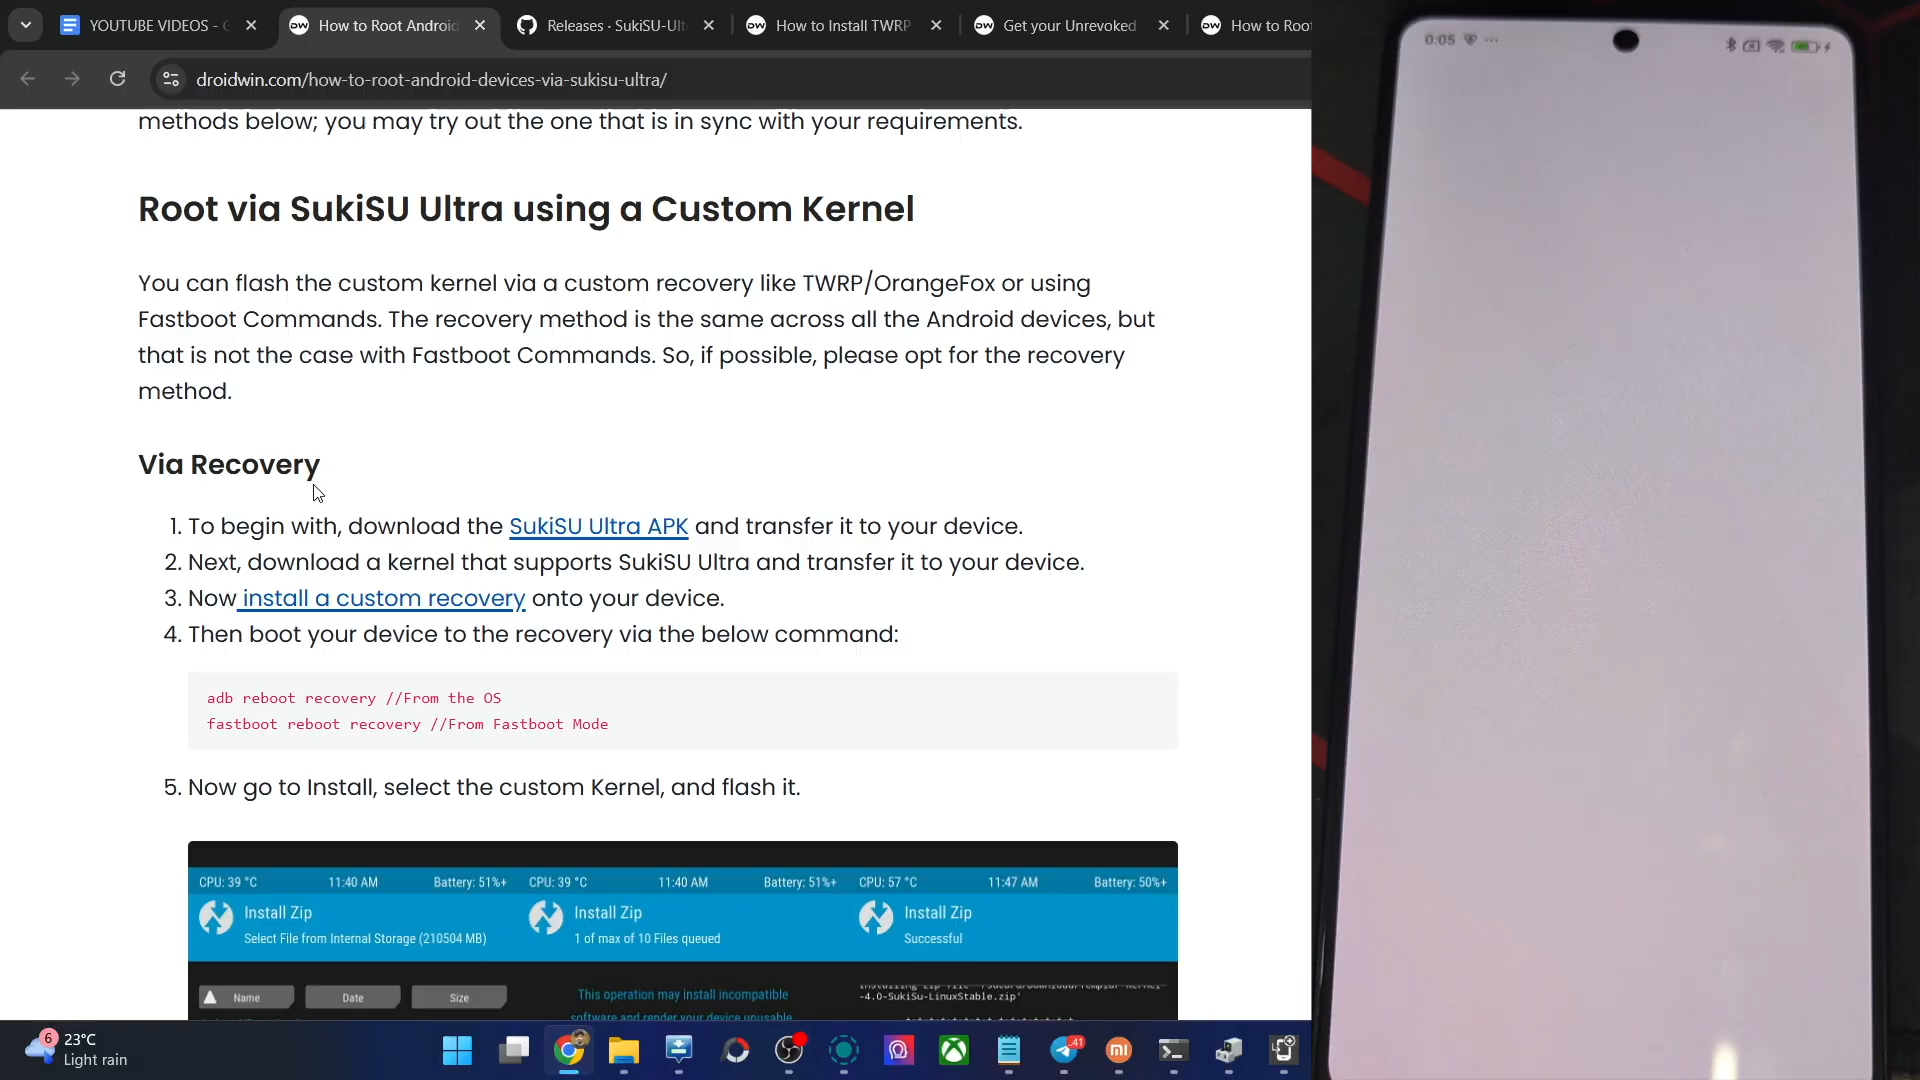 YOUTUBE VIDEOS -
How to Root Android
Releases · SukiSU-Ult
How to Install TWRP
Get your Unrevoked
How to Root
droidwin.com/how-to-root-android-devices-via-sukisu-ultra/
0:05
methods below; you may try out the one that is in sync with your requirements.
Root via SukiSU Ultra using a Custom Kernel
You can flash the custom kernel via a custom recovery like TWRP/OrangeFox or using
Fastboot Commands. The recovery method is the same across all the Android devices, but
that is not the case with Fastboot Commands. So, if possible, please opt for the recovery
method.
Via Recovery
1. To begin with, download the SukiSU Ultra APK and transfer it to your device.
2. Next, download a kernel that supports SukiSU Ultra and transfer it to your device.
3. Now install a custom recovery onto your device.
4. Then boot your device to the recovery via the below command:
adb reboot recovery //From the OS
fastboot reboot recovery //From Fastboot Mode
5. Now go to Install, select the custom Kernel, and flash it.
CPU: 39 °C 11:40 AM Battery: 51%+
Install Zip
Select File from Internal Storage (210504 MB)
Name Date Size
CPU: 39 °C 11:40 AM Battery: 51%+
Install Zip
1 of max of 10 Files queued
This operation may install incompatible
software and render your device unusable
CPU: 57 °C 11:47 AM Battery: 50%+
Install Zip
Successful
-4.0-SukiSu-LinuxStable.zip'
6
23°C
Light rain
41